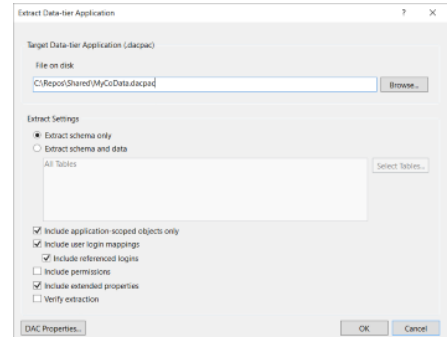 Extract Data-tier Application
? ×
Target Data-tier Application (.dacpac)
File on disk
C:\Repos\Shared\MyCoData.dacpac
Browse...
Extract Settings
Extract schema only
Extract schema and data
All Tables
Select Tables...
Include application-scoped objects only
Include user login mappings
Include referenced logins
Include permissions
Include extended properties
Verify extraction
DAC Properties...
OK
Cancel